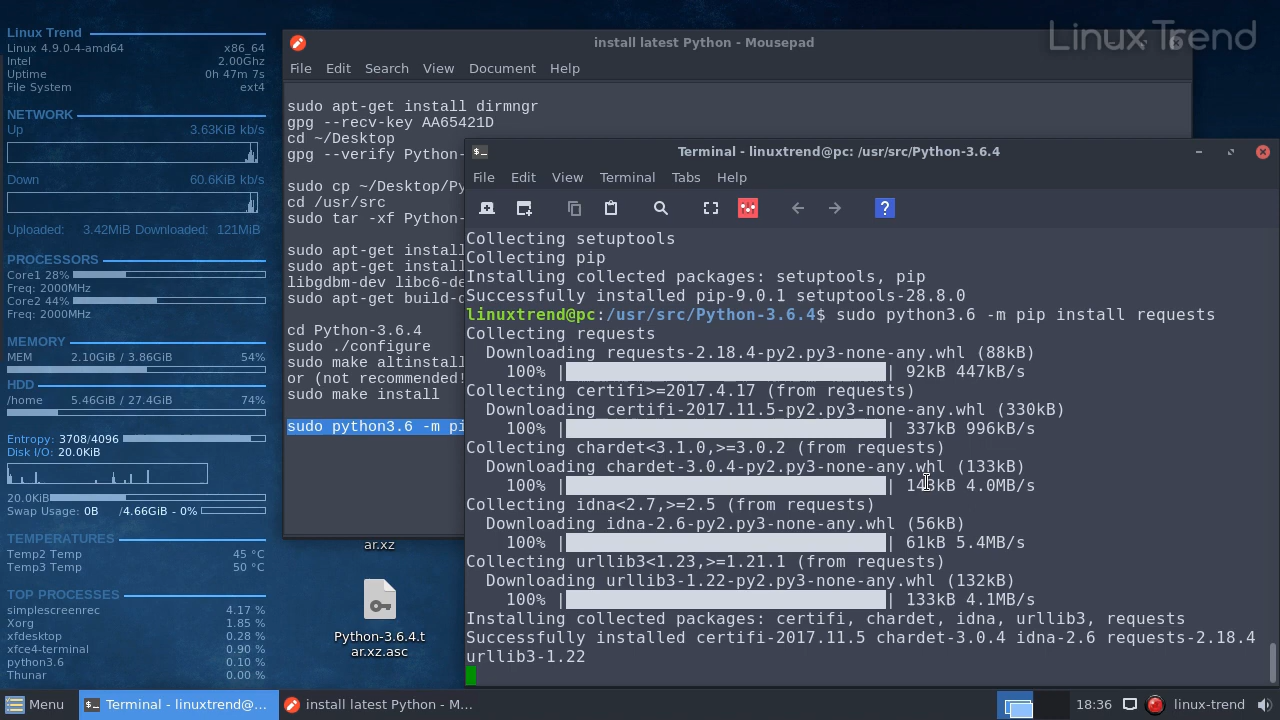 Linux Trend
Linux 4.9.0-4-amd64 x86_64
Intel 2.00Ghz
Uptime 0h 47m 7s
File System ext4
NETWORK
Up 3.63KiB kb/s
Down 60.6KiB kb/s
Uploaded: 3.42MiB Downloaded: 121MiB
PROCESSORS
Core1 28%
Freq: 2000MHz
Core2 44%
Freq: 2000MHz
MEMORY
MEM 2.10GiB / 3.86GiB 54%
HDD
/home 5.46GiB / 27.4GiB 74%
Entropy: 3708/4096
Disk I/O: 20.0KiB
20.0KiB
Swap Usage: 0B /4.66GiB - 0%
TEMPERATURES
Temp2 Temp 45 °C
Temp3 Temp 50 °C
TOP PROCESSES
simplescreenrec 4.17 %
Xorg 1.85 %
xfdesktop 0.28 %
xfce4-terminal 0.90 %
python3.6 0.10 %
Thunar 0.00 %
install latest Python - Mousepad
Linux Trend
File Edit Search View Document Help
sudo apt-get install dirmngr
gpg --recv-key AA65421D
cd ~/Desktop
gpg --verify Python-
sudo cp ~/Desktop/Py
cd /usr/src
sudo tar -xf Python-
sudo apt-get install
sudo apt-get install
libgdbm-dev libc6-de
sudo apt-get build-d
cd Python-3.6.4
sudo ./configure
sudo make altinstall
or (not recommended!
sudo make install
sudo python3.6 -m pi
ar.xz
Python-3.6.4.t
ar.xz.asc
Terminal - linuxtrend@pc: /usr/src/Python-3.6.4
File Edit View Terminal Tabs Help
Collecting setuptools
Collecting pip
Installing collected packages: setuptools, pip
Successfully installed pip-9.0.1 setuptools-28.8.0
linuxtrend@pc:/usr/src/Python-3.6.4$ sudo python3.6 -m pip install requests
Collecting requests
Downloading requests-2.18.4-py2.py3-none-any.whl (88kB)
100% | | 92kB 447kB/s
Collecting certifi>=2017.4.17 (from requests)
Downloading certifi-2017.11.5-py2.py3-none-any.whl (330kB)
100% | | 337kB 996kB/s
Collecting chardet<3.1.0,>=3.0.2 (from requests)
Downloading chardet-3.0.4-py2.py3-none-any.whl (133kB)
100% | | 143kB 4.0MB/s
Collecting idna<2.7,>=2.5 (from requests)
Downloading idna-2.6-py2.py3-none-any.whl (56kB)
100% | | 61kB 5.4MB/s
Collecting urllib3<1.23,>=1.21.1 (from requests)
Downloading urllib3-1.22-py2.py3-none-any.whl (132kB)
100% | | 133kB 4.1MB/s
Installing collected packages: certifi, chardet, idna, urllib3, requests
Successfully installed certifi-2017.11.5 chardet-3.0.4 idna-2.6 requests-2.18.4
urllib3-1.22
Menu Terminal - linuxtrend@... install latest Python - M... 18:36 linux-trend